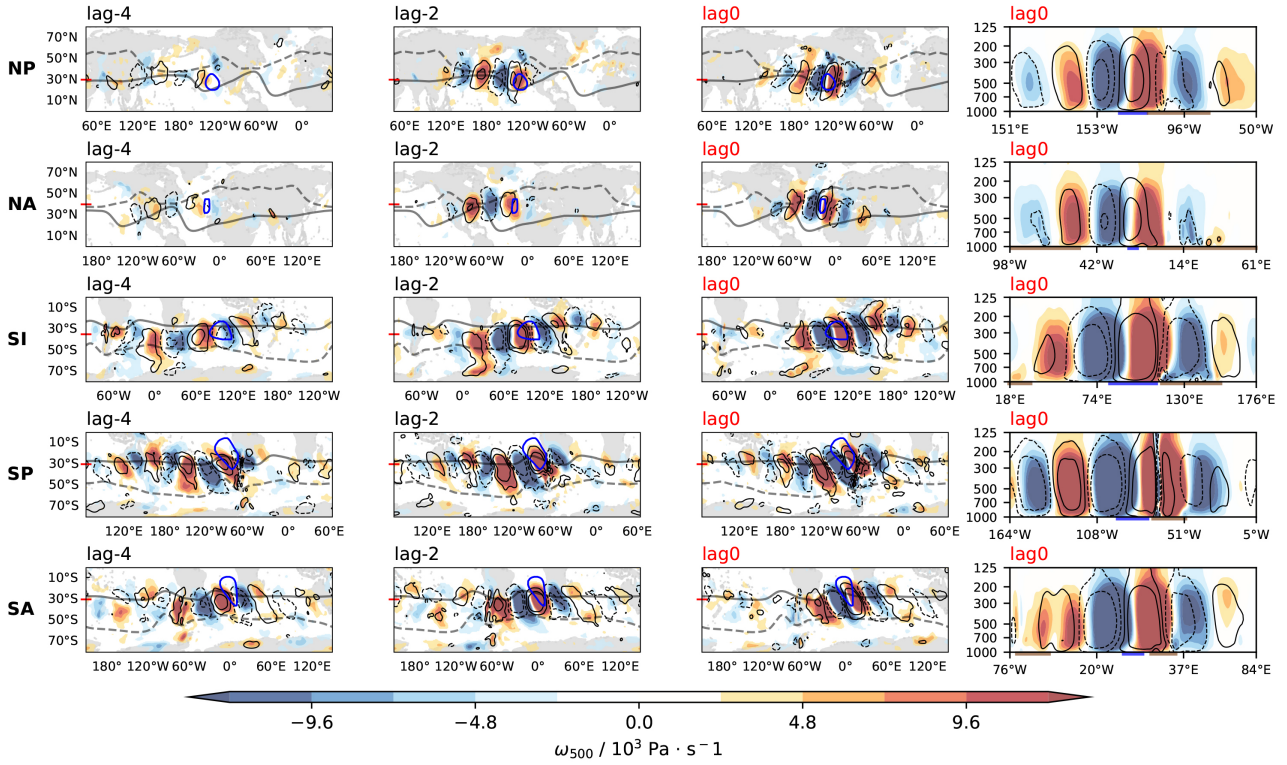 lag-4 lag-2 lag0 lag0
NP
70°N
50°N
30°N
10°N
60°E 120°E 180° 120°W 60°W 0°
60°E 120°E 180° 120°W 60°W 0°
60°E 120°E 180° 120°W 60°W 0°
125
200
300
500
700
1000
151°E 153°W 96°W 50°W
lag-4 lag-2 lag0 lag0
NA
70°N
50°N
30°N
10°N
180° 120°W 60°W 0° 60°E 120°E
180° 120°W 60°W 0° 60°E 120°E
180° 120°W 60°W 0° 60°E 120°E
125
200
300
500
700
1000
98°W 42°W 14°E 61°E
lag-4 lag-2 lag0 lag0
SI
10°S
30°S
50°S
70°S
60°W 0° 60°E 120°E 180° 120°W
60°W 0° 60°E 120°E 180° 120°W
60°W 0° 60°E 120°E 180° 120°W
125
200
300
500
700
1000
18°E 74°E 130°E 176°E
lag-4 lag-2 lag0 lag0
SP
10°S
30°S
50°S
70°S
120°E 180° 120°W 60°W 0° 60°E
120°E 180° 120°W 60°W 0° 60°E
120°E 180° 120°W 60°W 0° 60°E
125
200
300
500
700
1000
164°W 108°W 51°W 5°W
lag-4 lag-2 lag0 lag0
SA
10°S
30°S
50°S
70°S
180° 120°W 60°W 0° 60°E 120°E
180° 120°W 60°W 0° 60°E 120°E
180° 120°W 60°W 0° 60°E 120°E
125
200
300
500
700
1000
76°W 20°W 37°E 84°E
−9.6 −4.8 0.0 4.8 9.6
ω₅₀₀ / 10³ Pa · s⁻ 1